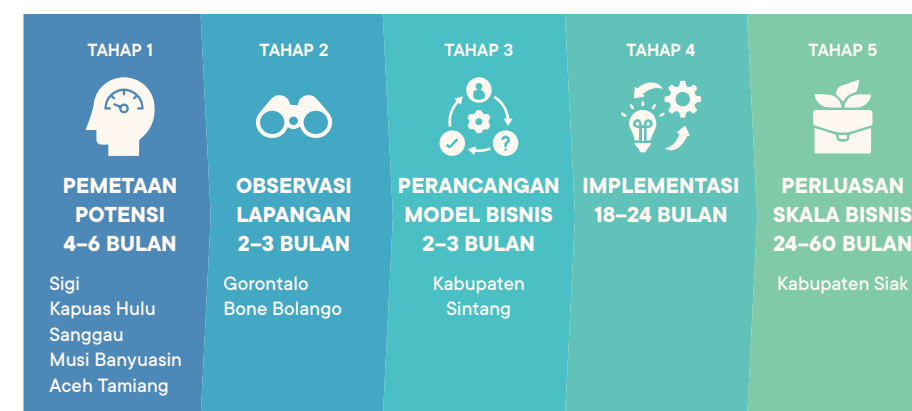 TAHAP 1
PEMETAAN
POTENSI
4–6 BULAN
Sigi
Kapuas Hulu
Sanggau
Musi Banyuasin
Aceh Tamiang
TAHAP 2
OBSERVASI
LAPANGAN
2–3 BULAN
Gorontalo
Bone Bolango
TAHAP 3
?
PERANCANGAN
MODEL BISNIS
2–3 BULAN
Kabupaten
Sintang
TAHAP 4
IMPLEMENTASI
18–24 BULAN
TAHAP 5
PERLUASAN
SKALA BISNIS
24–60 BULAN
Kabupaten Siak